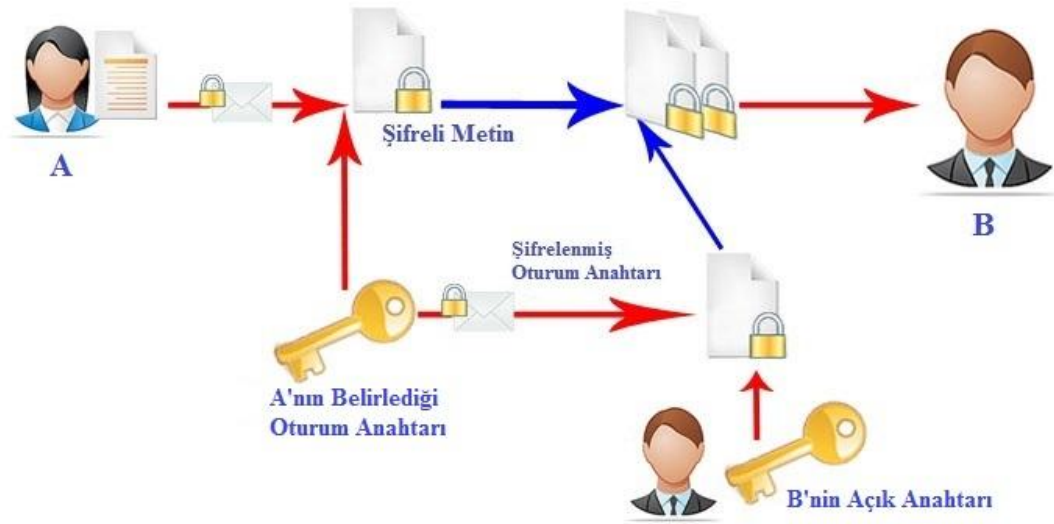 Şifreli Metin
A
B
Şifrelenmiş
Oturum Anahtarı
A'nın Belirlediği
Oturum Anahtarı
B'nin Açık Anahtarı